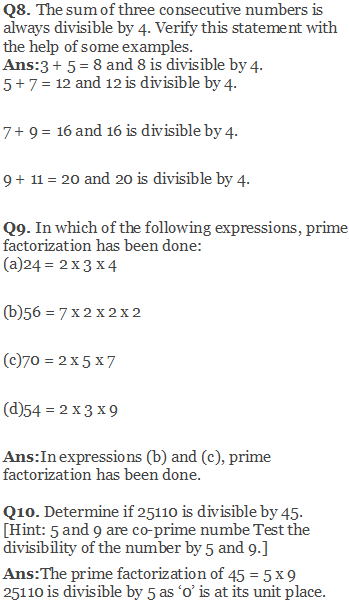 Q8. The sum of three consecutive numbers is
always divisible by 4. Verify this statement with
the help of some examples.
Ans:3 + 5 = 8 and 8 is divisible by 4.
5 + 7 = 12 and 12 is divisible by 4.
7 + 9 = 16 and 16 is divisible by 4.
9 + 11 = 20 and 20 is divisible by 4.
Q9. In which of the following expressions, prime
factorization has been done:
(a)24 = 2 x 3 x 4
(b)56 = 7 x 2 x 2 x 2
(c)70 = 2 x 5 x 7
(d)54 = 2 x 3 x 9
Ans:In expressions (b) and (c), prime
factorization has been done.
Q10. Determine if 25110 is divisible by 45.
[Hint: 5 and 9 are co-prime numbe Test the
divisibility of the number by 5 and 9.]
Ans:The prime factorization of 45 = 5 x 9
25110 is divisible by 5 as ‘0’ is at its unit place.